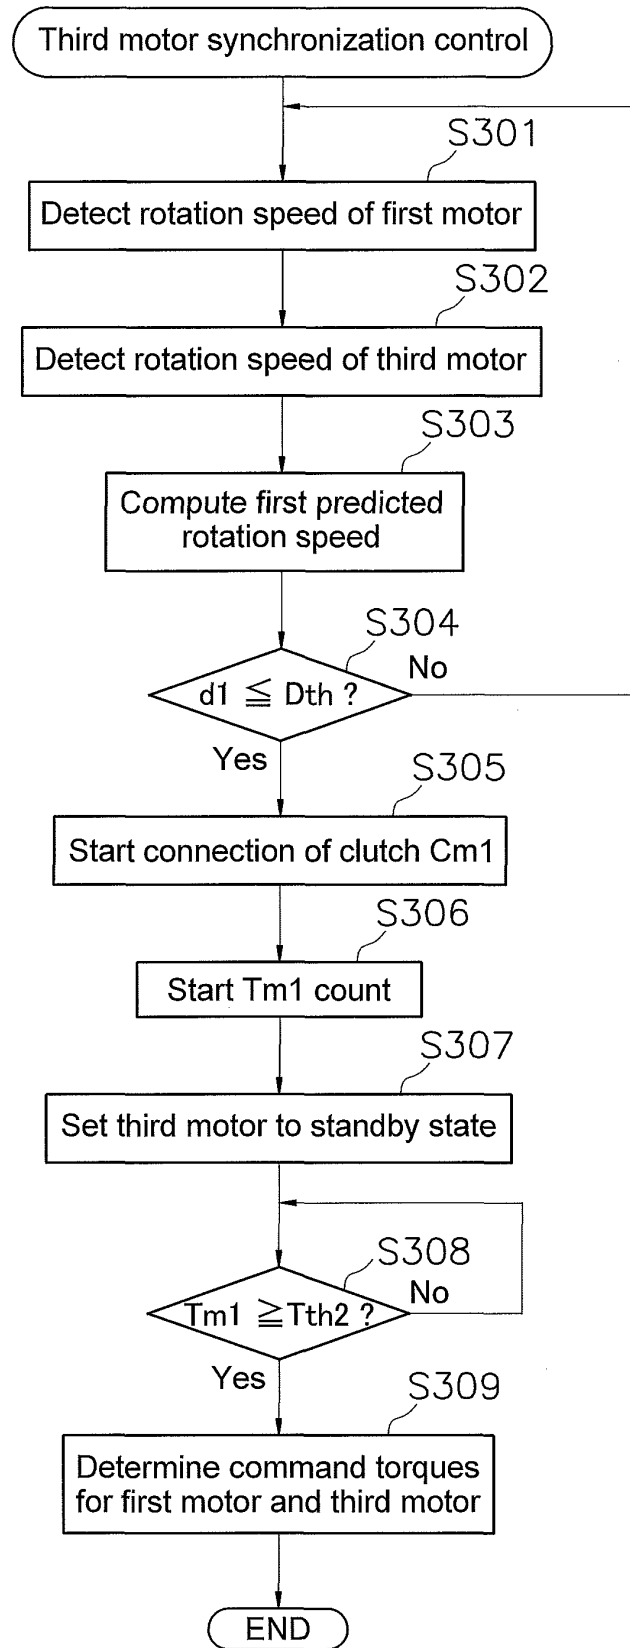 Third motor synchronization control
S301
Detect rotation speed of first motor
S302
Detect rotation speed of third motor
S303
Compute first predicted
rotation speed
S304
d1 ≦ Dth ?
No
Yes
S305
Start connection of clutch Cm1
S306
Start Tm1 count
S307
Set third motor to standby state
S308
Tm1 ≧Tth2 ?
No
Yes
S309
Determine command torques
for first motor and third motor
END